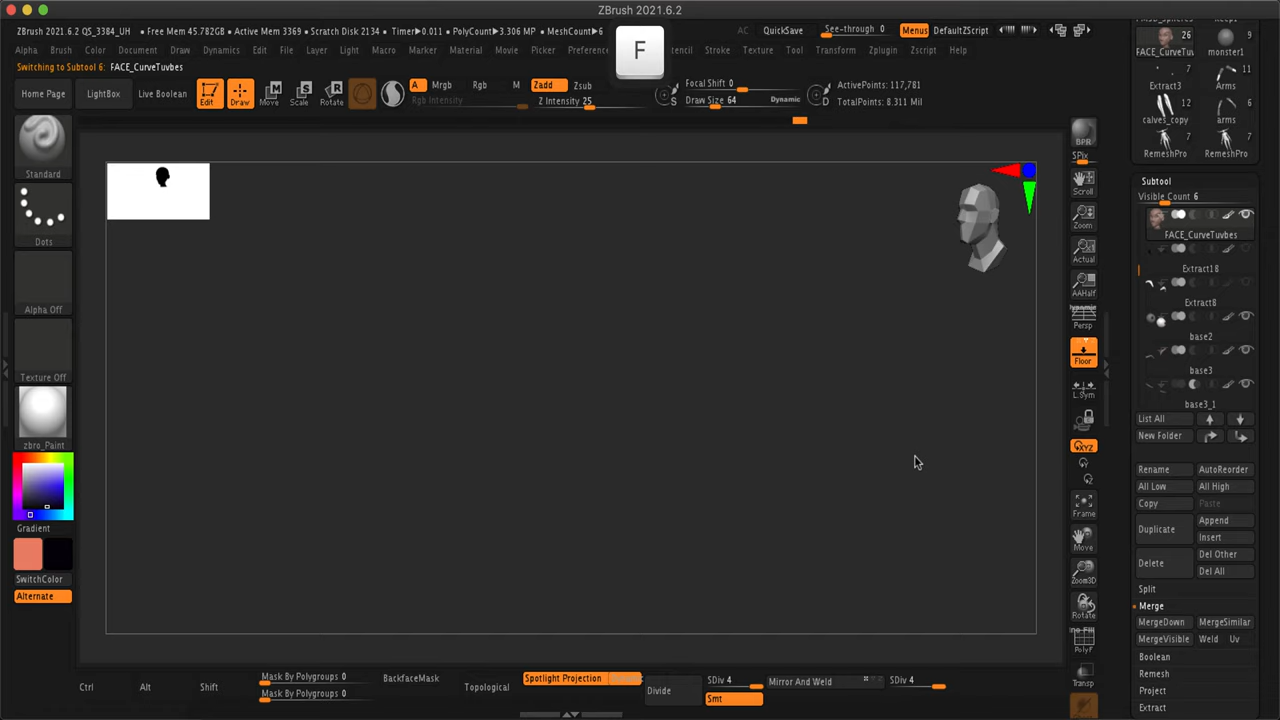 ZBrush 2021.6.2
ZBrush 2021.6.2 QS_3384_UH • Free Mem 45.782GB • Active Mem 3369 • Scratch Disk 2134 • Timer▶0.011 • PolyCount▶3.306 MP • MeshCount▶6 AC QuickSave See-through 0 Menus DefaultZScript
Alpha Brush Color Document Draw Dynamics Edit File Layer Light Macro Marker Material Movie Picker Preference tencil Stroke Texture Tool Transform Zplugin Zscript Help
F
Switching to Subtool 6: FACE_CurveTuvbes
Home Page LightBox Live Boolean Edit Draw Move Scale Rotate A Mrgb Rgb M Zadd Zsub Focal Shift 0 ActivePoints: 117,781
Rgb Intensity Z Intensity 25 S Draw Size 64 Dynamic D TotalPoints: 8.311 Mil
Standard
Dots
Alpha Off
Texture Off
zbro_Paint
Gradient
SwitchColor
Alternate
BPR
SPix
Scroll
Zoom
Actual
AAHalf
Dynamic
Persp
Floor
L.Sym
XYZ
Frame
Move
Zoom3D
Rotate
PolyF
Transp
26 9
FACE_CurveTuv monster1
7 11
Extract3 Arms
12 6
calves_copy arms
7 7
RemeshPro RemeshPro
Subtool
Visible Count 6
FACE_CurveTuvbes
Extract18
Extract8
base2
base3
base3_1
List All
New Folder
Rename AutoReorder
All Low All High
Copy Paste
Duplicate Append
Insert
Delete Del Other
Del All
Split
Merge
MergeDown MergeSimilar
MergeVisible Weld Uv
Boolean
Remesh
Project
Extract
Ctrl Alt Shift Mask By Polygroups 0 BackfaceMask Topological Spotlight Projection Divide SDiv 4 Mirror And Weld SDiv 4
Mask By Polygroups 0 Smt